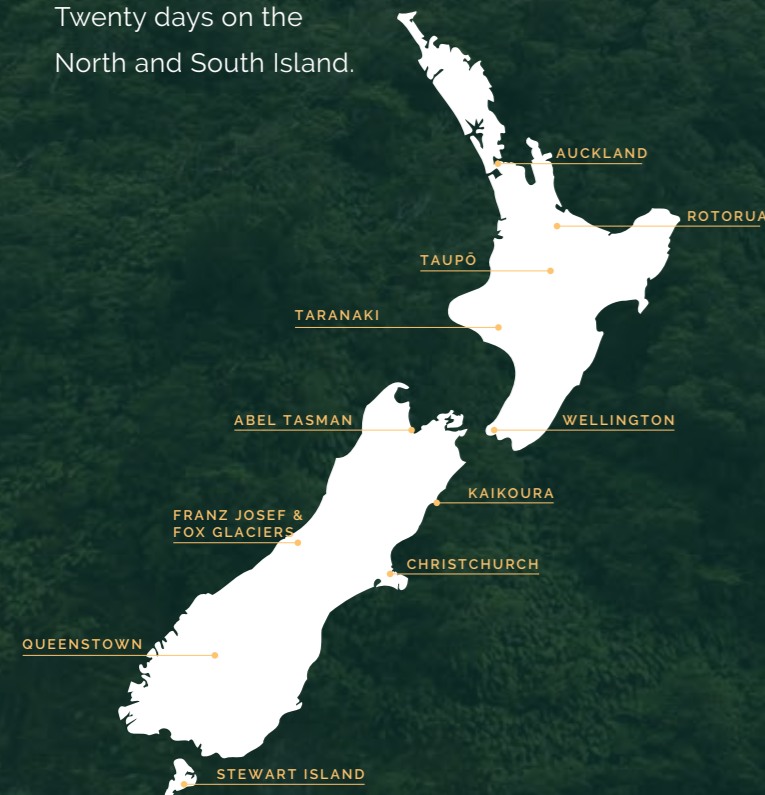 Twenty days on the
North and South Island.
AUCKLAND
ROTORUA
TAUPŌ
TARANAKI
ABEL TASMAN
WELLINGTON
KAIKOURA
FRANZ JOSEF &
FOX GLACIERS
CHRISTCHURCH
QUEENSTOWN
STEWART ISLAND